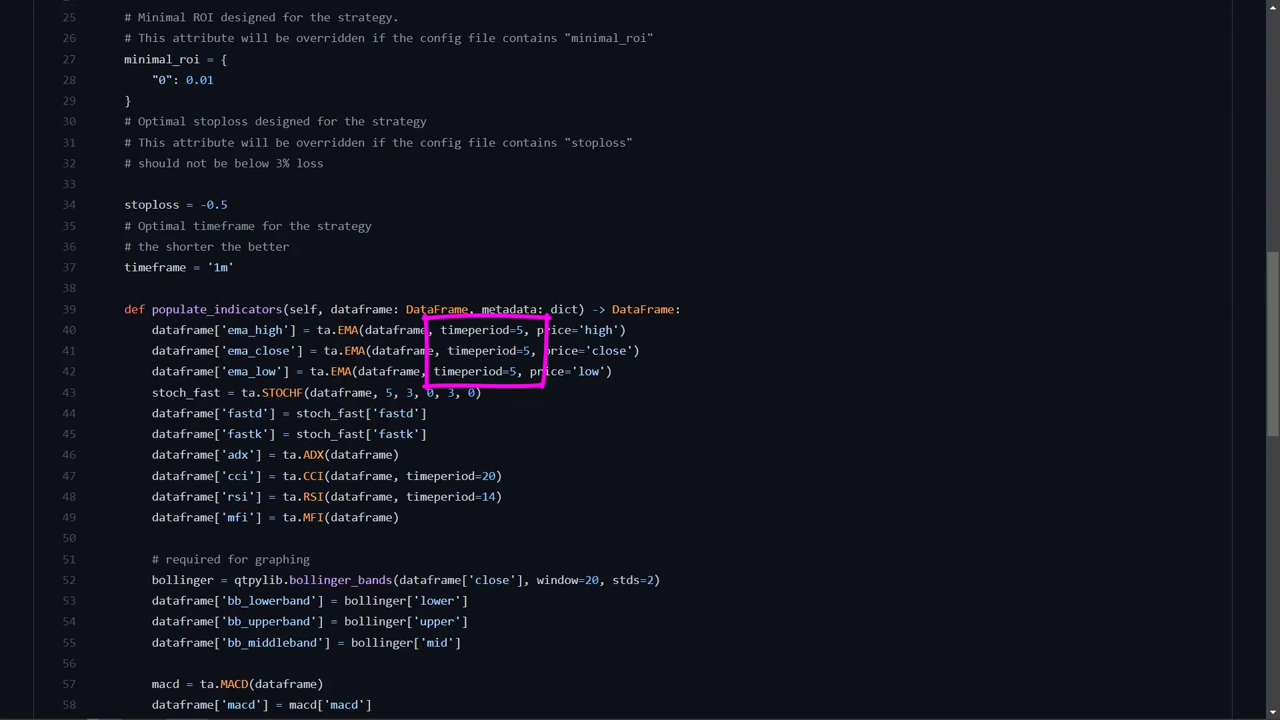 25 # Minimal ROI designed for the strategy.
26 # This attribute will be overridden if the config file contains "minimal_roi"
27 minimal_roi = {
28 "0": 0.01
29 }
30 # Optimal stoploss designed for the strategy
31 # This attribute will be overridden if the config file contains "stoploss"
32 # should not be below 3% loss
33
34 stoploss = -0.5
35 # Optimal timeframe for the strategy
36 # the shorter the better
37 timeframe = '1m'
38
39 def populate_indicators(self, dataframe: DataFrame, metadata: dict) -> DataFrame:
40 dataframe['ema_high'] = ta.EMA(dataframe, timeperiod=5, price='high')
41 dataframe['ema_close'] = ta.EMA(dataframe, timeperiod=5, price='close')
42 dataframe['ema_low'] = ta.EMA(dataframe, timeperiod=5, price='low')
43 stoch_fast = ta.STOCHF(dataframe, 5, 3, 0, 3, 0)
44 dataframe['fastd'] = stoch_fast['fastd']
45 dataframe['fastk'] = stoch_fast['fastk']
46 dataframe['adx'] = ta.ADX(dataframe)
47 dataframe['cci'] = ta.CCI(dataframe, timeperiod=20)
48 dataframe['rsi'] = ta.RSI(dataframe, timeperiod=14)
49 dataframe['mfi'] = ta.MFI(dataframe)
50
51 # required for graphing
52 bollinger = qtpylib.bollinger_bands(dataframe['close'], window=20, stds=2)
53 dataframe['bb_lowerband'] = bollinger['lower']
54 dataframe['bb_upperband'] = bollinger['upper']
55 dataframe['bb_middleband'] = bollinger['mid']
56
57 macd = ta.MACD(dataframe)
58 dataframe['macd'] = macd['macd']